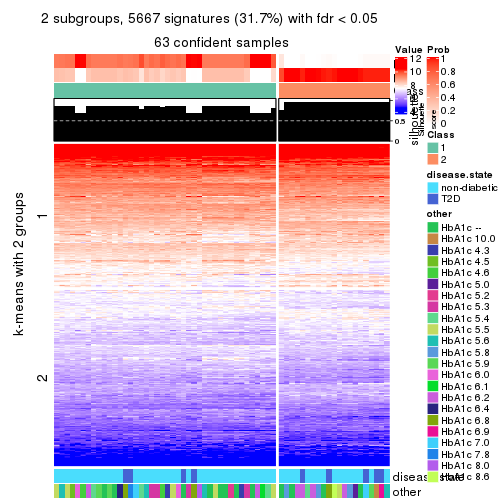 2 subgroups, 5667 signatures (31.7%) with fdr < 0.05
63 confident samples
k-means with 2 groups
1
2
Value
12
10
8
6
4
Prob
1
0.8
0.6
0.4
0.2
0
Class
1
2
silhouette
score
0.5
0
disease.state
non-diabetic
T2D
other
HbA1c --
HbA1c 10.0
HbA1c 4.3
HbA1c 4.5
HbA1c 4.6
HbA1c 5.0
HbA1c 5.2
HbA1c 5.3
HbA1c 5.4
HbA1c 5.5
HbA1c 5.6
HbA1c 5.8
HbA1c 5.9
HbA1c 6.0
HbA1c 6.1
HbA1c 6.2
HbA1c 6.4
HbA1c 6.8
HbA1c 6.9
HbA1c 7.0
HbA1c 7.8
HbA1c 8.0
HbA1c 8.6
other